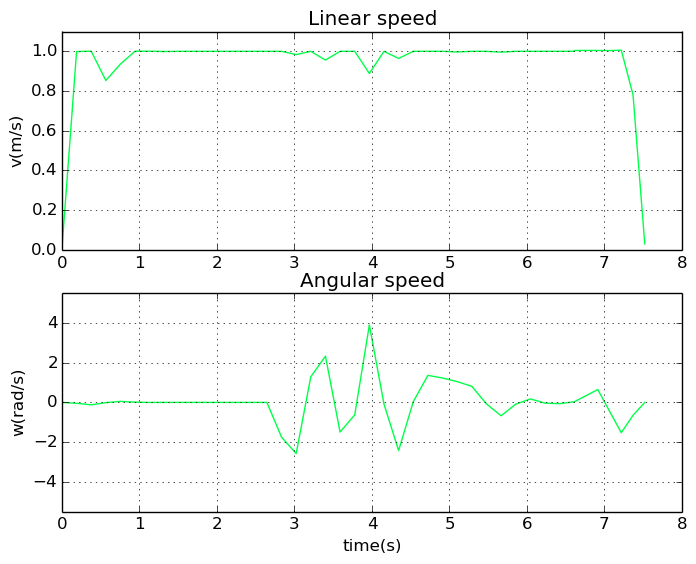 Linear speed
1.0
0.8
0.6
0.4
0.2
0.0
v(m/s)
0 1 2 3 4 5 6 7 8
Angular speed
4
2
0
−2
−4
w(rad/s)
0 1 2 3 4 5 6 7 8
time(s)